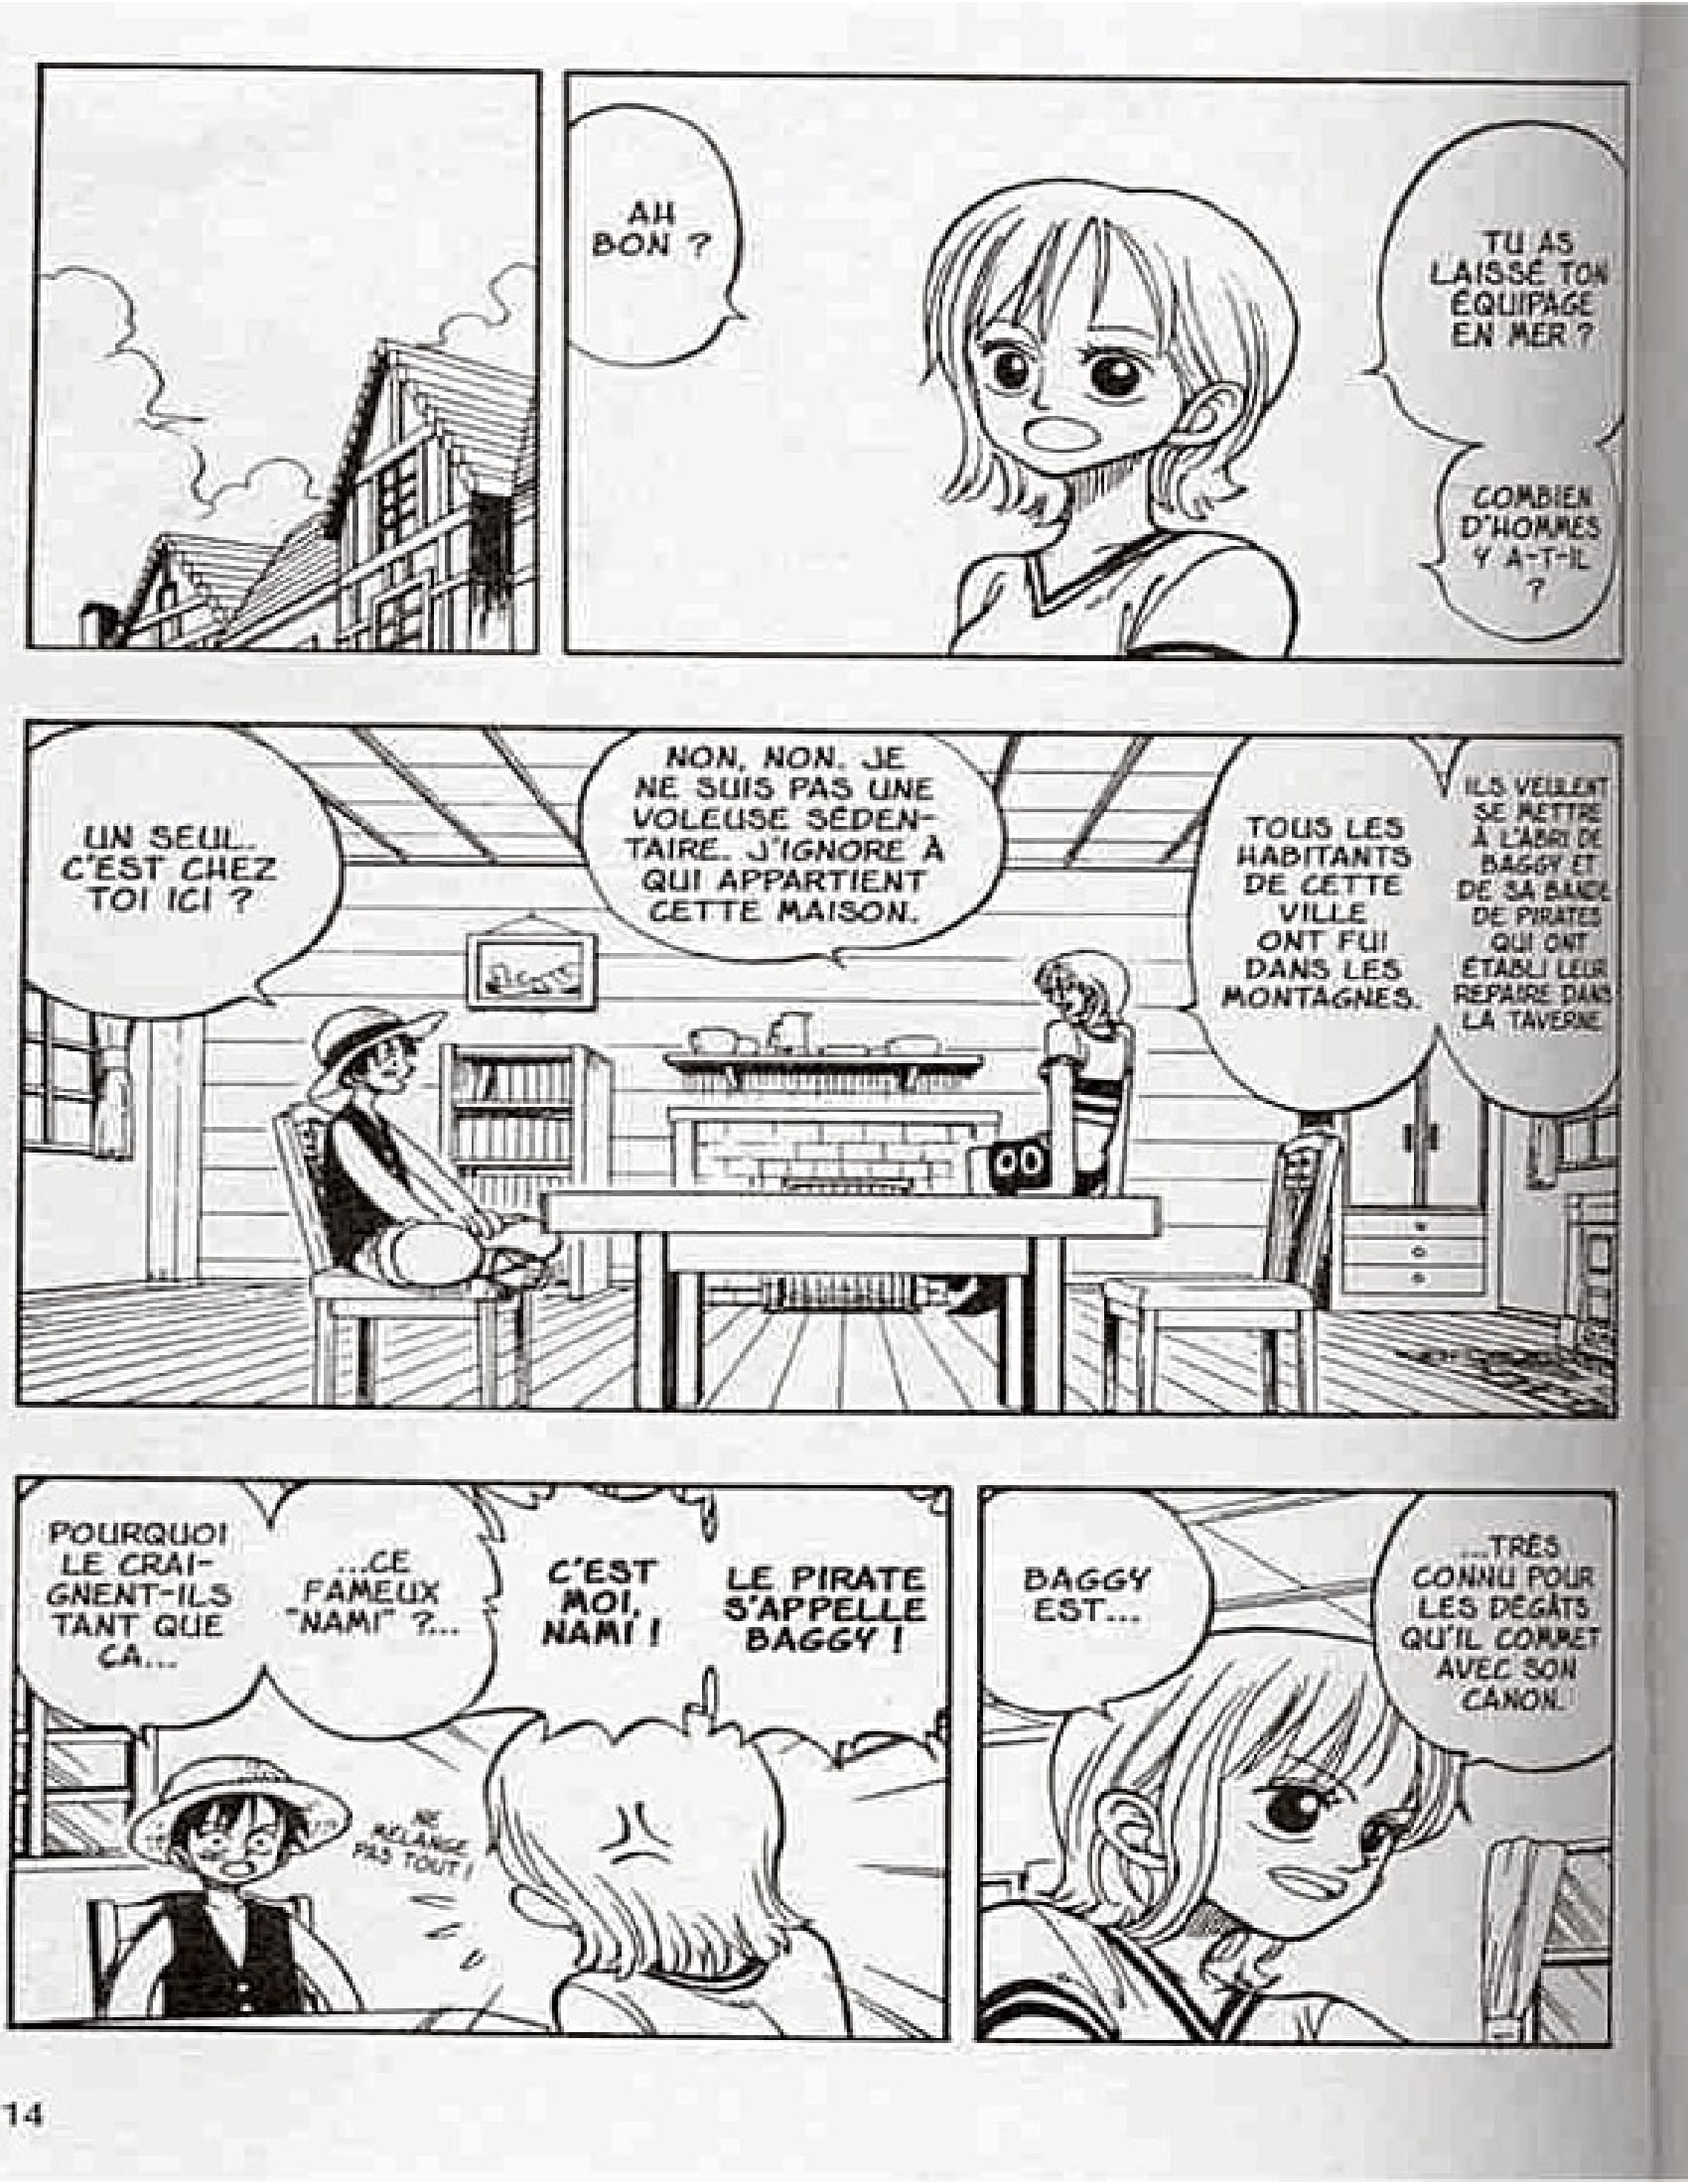 AH
BON ?
TU AS
LAISSÉ TON
ÉQUIPAGE
EN MER ?
COMBIEN
D'HOMMES
Y A-T-IL
?
UN SEUL.
C'EST CHEZ
TOI ICI ?
NON, NON. JE
NE SUIS PAS UNE
VOLEUSE SÉDEN-
TAIRE. J'IGNORE À
QUI APPARTIENT
CETTE MAISON.
TOUS LES
HABITANTS
DE CETTE
VILLE
ONT FUI
DANS LES
MONTAGNES.
ILS VEULENT
SE METTRE
À L'ABRI DE
BAGGY ET
DE SA BANDE
DE PIRATES
QUI ONT
ÉTABLI LEUR
REPAIRE DANS
LA TAVERNE.
POURQUOI
LE CRAI-
GNENT-ILS
TANT QUE
ÇA...
...CE
FAMEUX
"NAMI" ?...
C'EST
MOI,
NAMI !
LE PIRATE
S'APPELLE
BAGGY !
NE
MÉLANGE
PAS TOUT !
BAGGY
EST...
...TRÈS
CONNU POUR
LES DÉGÂTS
QU'IL COMMET
AVEC SON
CANON.
14